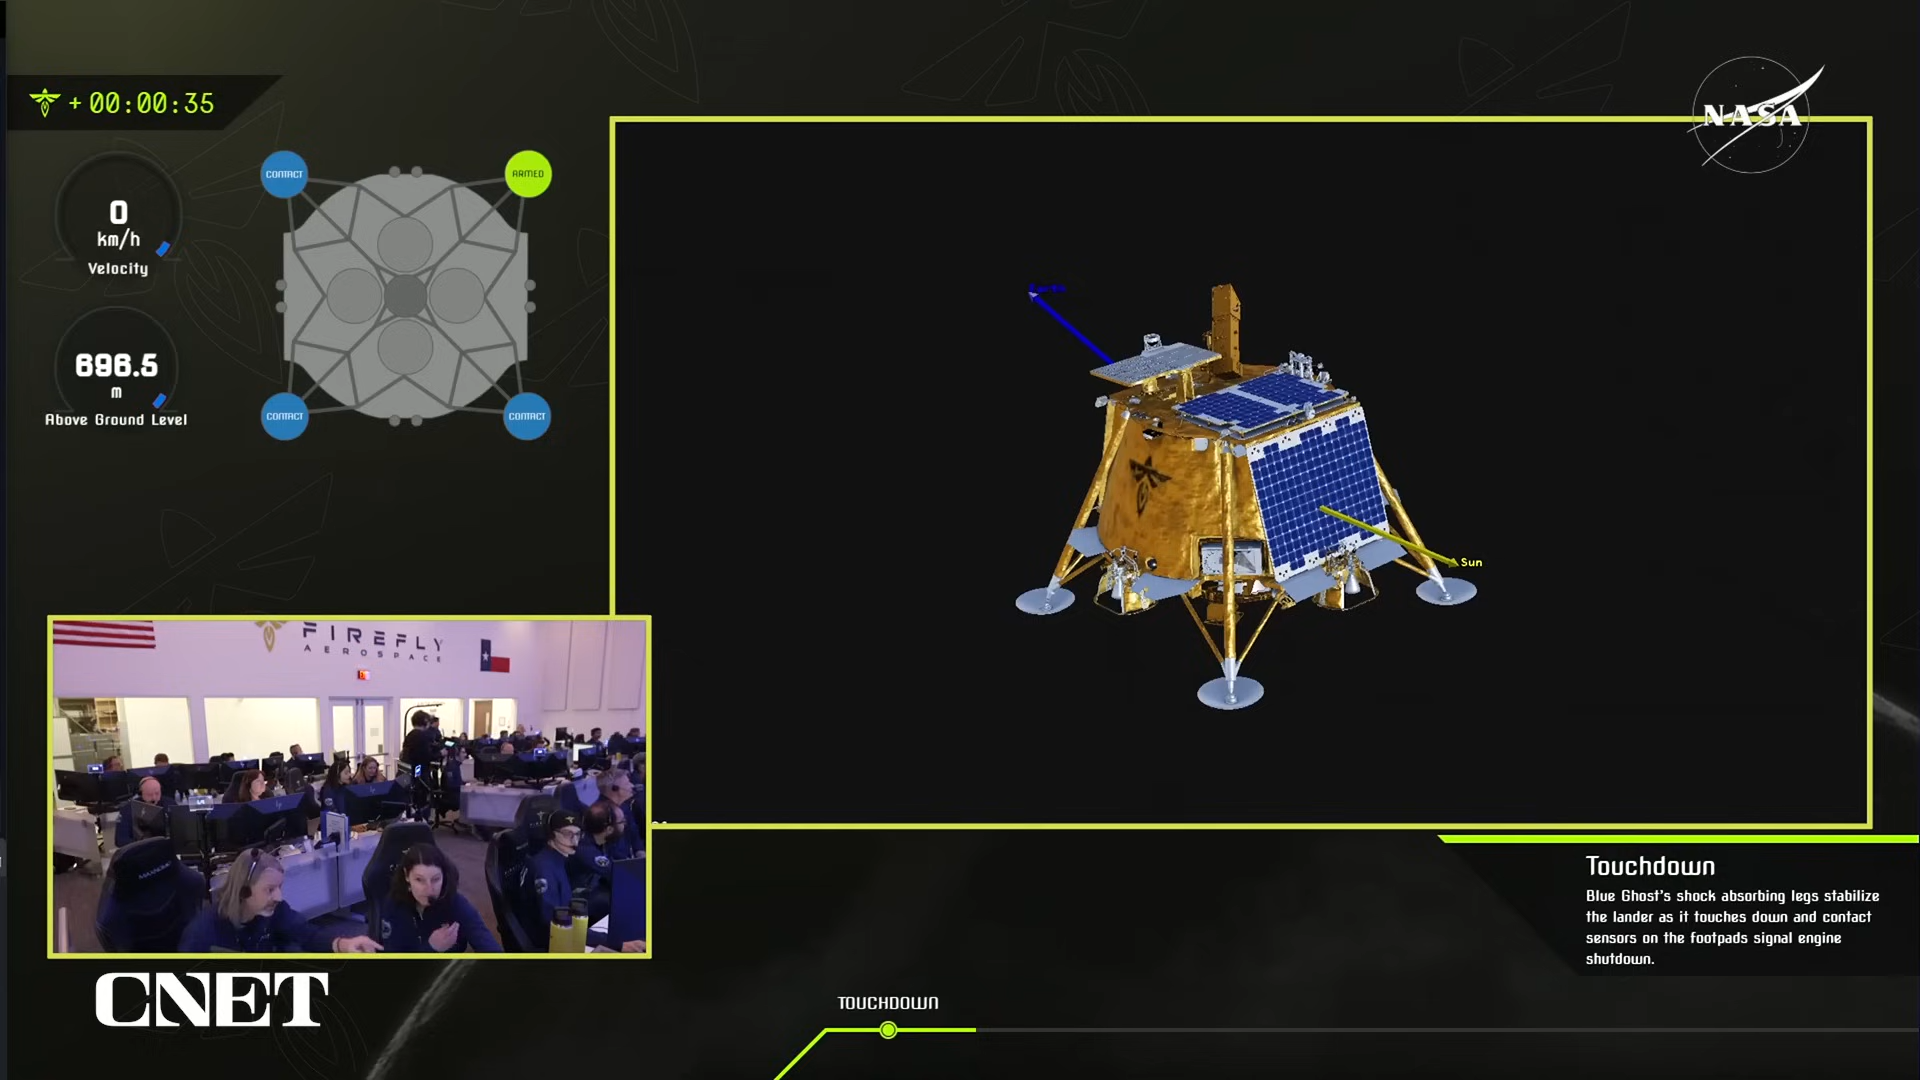 + 00:00:35
NASA
CONTACT
ARMED
0
km/h
Velocity
696.5
m
Above Ground Level
CONTACT
CONTACT
Sun
FIREFLY
AEROSPACE
Touchdown
Blue Ghost's shock absorbing legs stabilize
the lander as it touches down and contact
sensors on the footpads signal engine
shutdown.
CNET
TOUCHDOWN